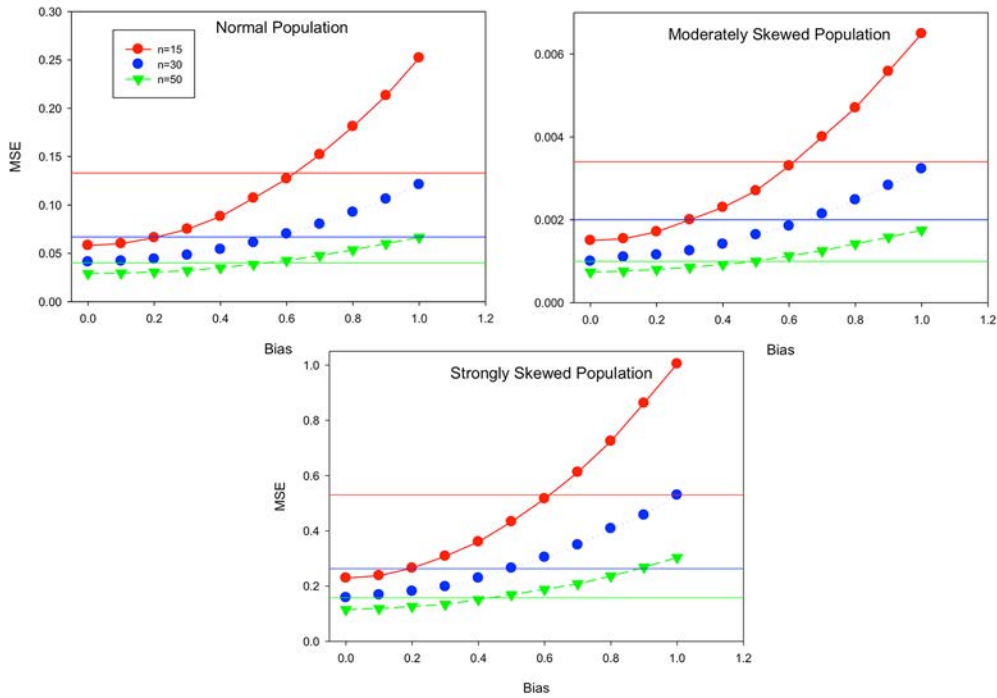 Normal Population
n=15
n=30
n=50
MSE
0.30
0.25
0.20
0.15
0.10
0.05
0.00
0.0 0.2 0.4 0.6 0.8 1.0 1.2
Bias
Moderately Skewed Population
0.006
0.004
0.002
0.000
0.0 0.2 0.4 0.6 0.8 1.0 1.2
Bias
Strongly Skewed Population
MSE
1.0
0.8
0.6
0.4
0.2
0.0
0.0 0.2 0.4 0.6 0.8 1.0 1.2
Bias